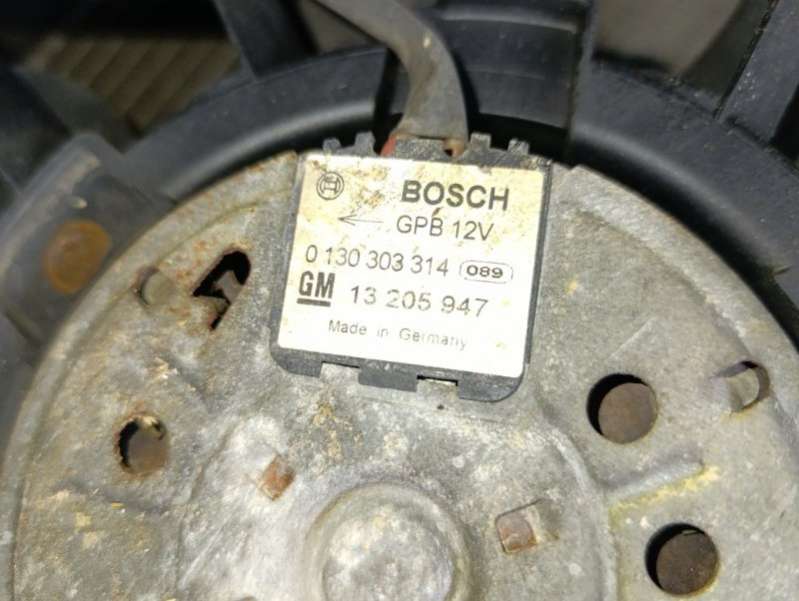 BOSCH
GPB 12V
0 130 303 314 089
GM 13 205 947
Made in Germany